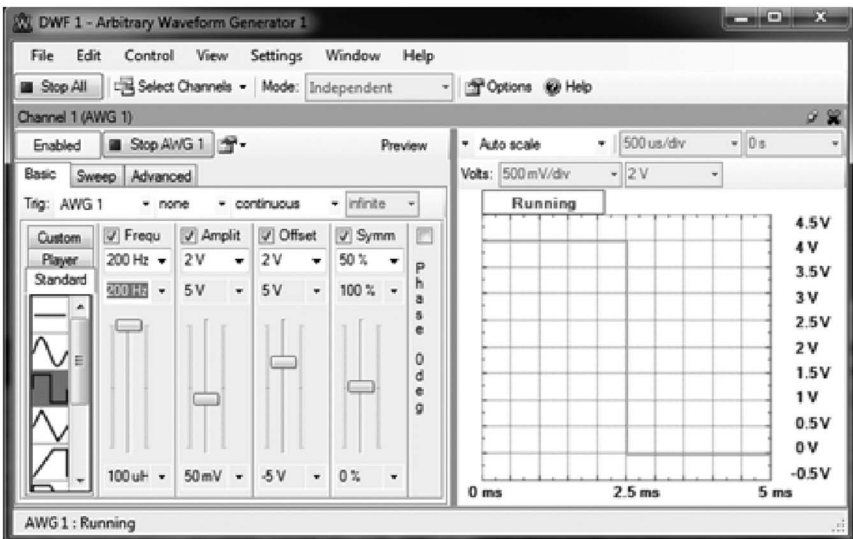 DWF 1 - Arbitrary Waveform Generator 1
File Edit Control View Settings Window Help
Stop All Select Channels Mode: Independent Options Help
Channel 1 (AWG 1)
Enabled Stop AWG 1 Preview
Auto scale 500 us/div 0 s
Basic Sweep Advanced
Volts: 500 mV/div 2 V
Trig: AWG 1 none continuous infinite
Running
Custom
Player
Standard
Frequ Amplit Offset Symm
200 Hz 2 V 2 V 50 %
200 Hz 5 V 5 V 100 %
100 uH 50 mV -5 V 0 %
Phase 0deg
4.5 V
4 V
3.5 V
3 V
2.5 V
2 V
1.5 V
1 V
0.5 V
0 V
-0.5 V
0 ms 2.5 ms 5 ms
AWG 1 : Running